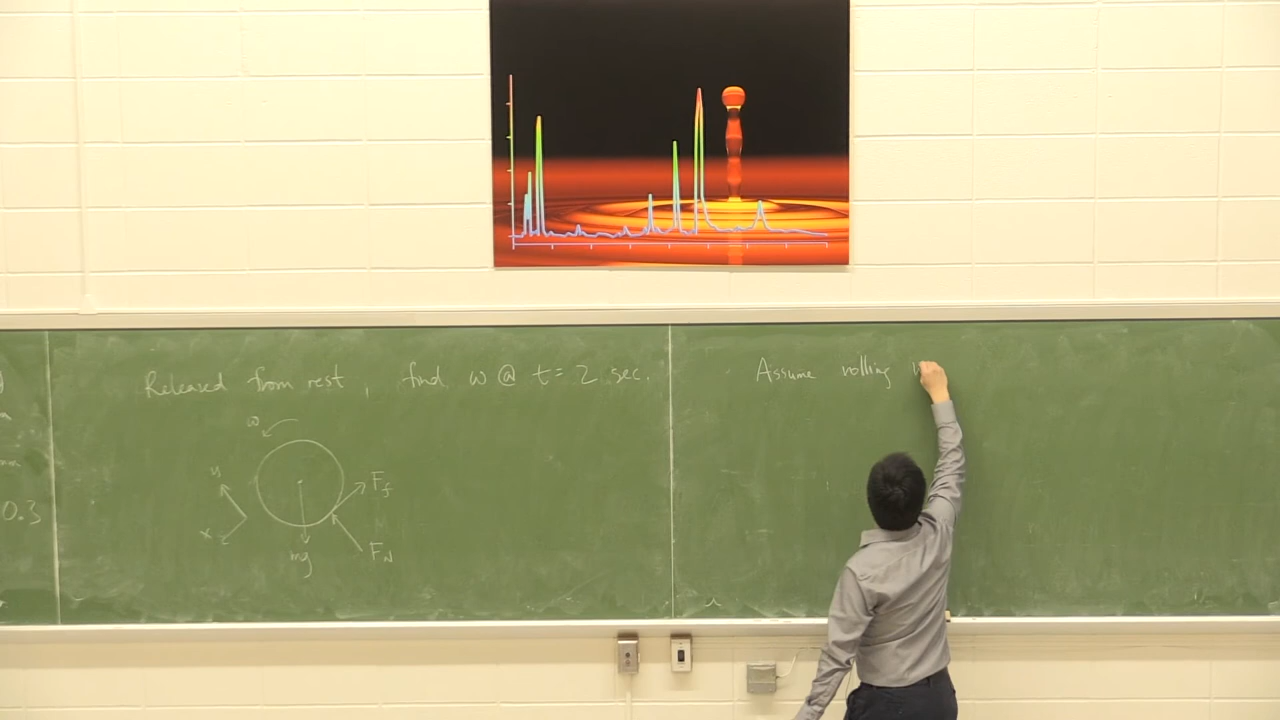 Released from rest, find ω @ t = 2 sec.
Assume rolling w
ω
y
F_f
x
0.3
mg
F_N